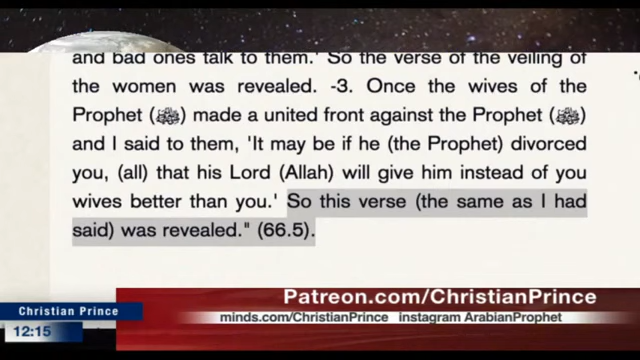 and bad ones talk to them.' So the verse of the veiling of
the women was revealed. -3. Once the wives of the
Prophet (ﷺ) made a united front against the Prophet (ﷺ)
and I said to them, 'It may be if he (the Prophet) divorced
you, (all) that his Lord (Allah) will give him instead of you
wives better than you.' So this verse (the same as I had
said) was revealed." (66.5).
Patreon.com/ChristianPrince
Christian Prince
minds.com/ChristianPrince instagram ArabianProphet
12:15